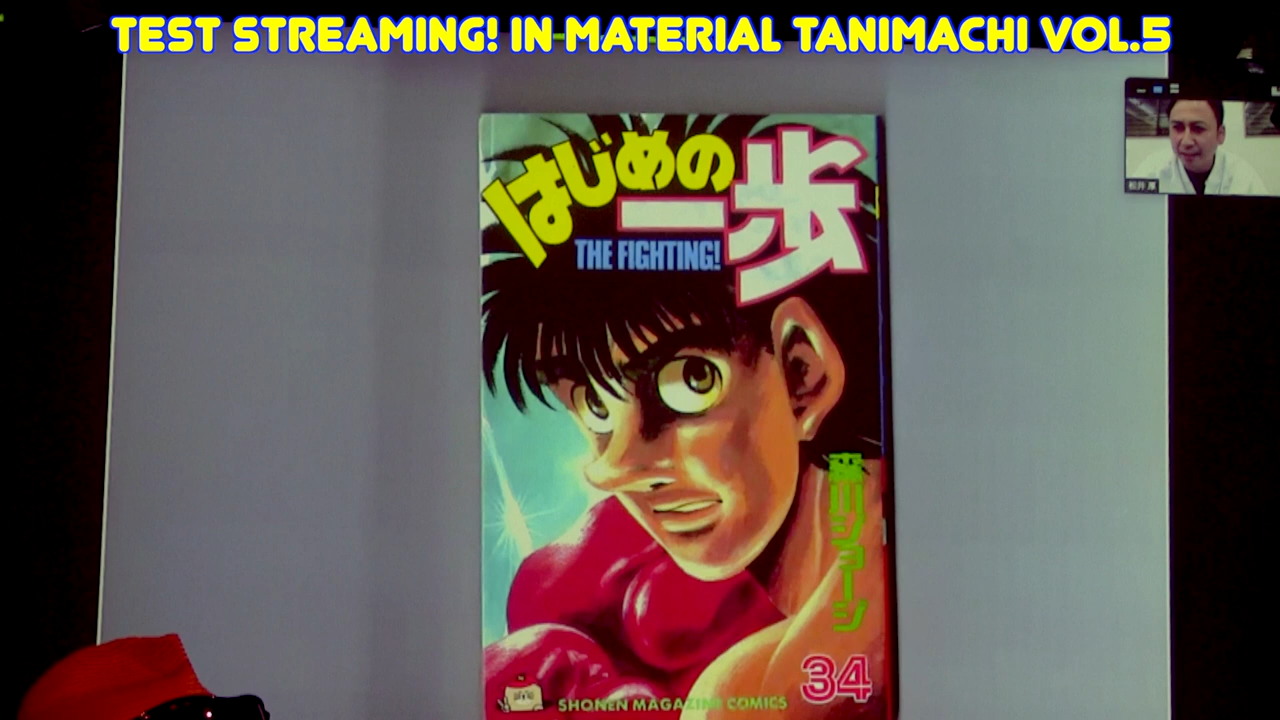 TEST STREAMING! IN MATERIAL TANIMACHI VOL.5
はじめの一歩
THE FIGHTING!
森川ジョージ
34
SHONEN MAGAZINE COMICS